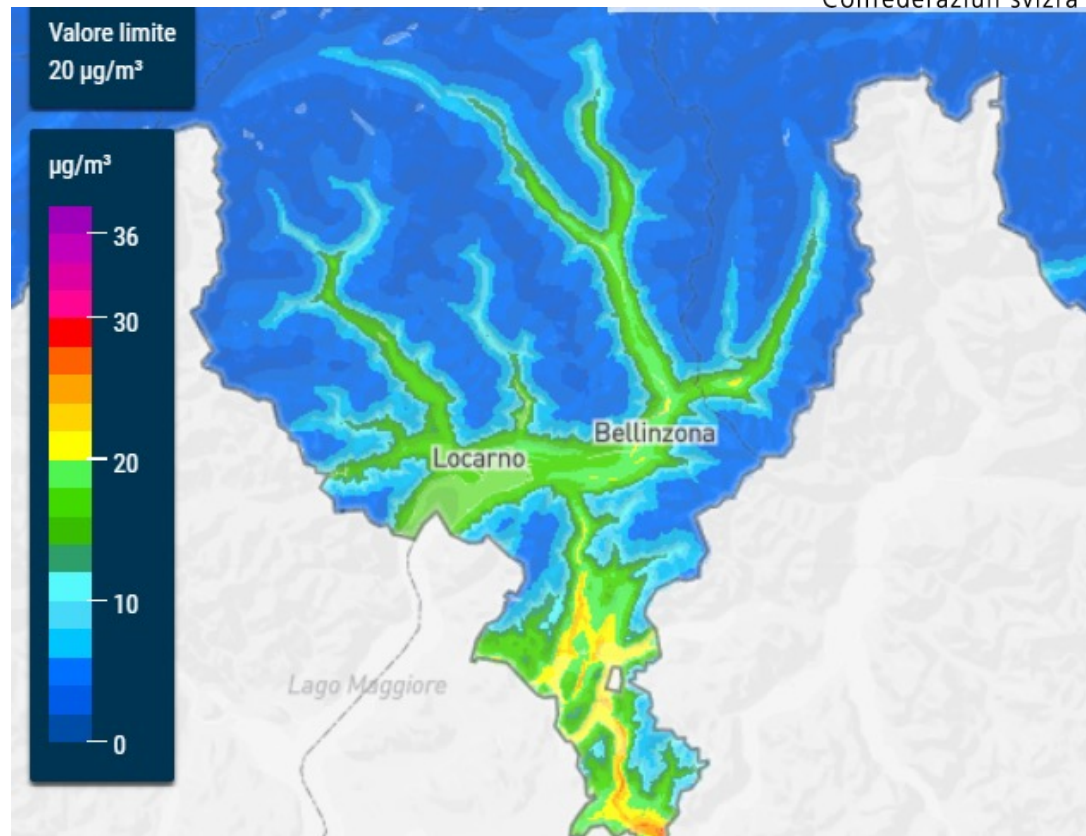 Confederaziun svizra
Valore limite
20 µg/m³
µg/m³
36
30
20
10
0
Bellinzona
Locarno
Lago Maggiore